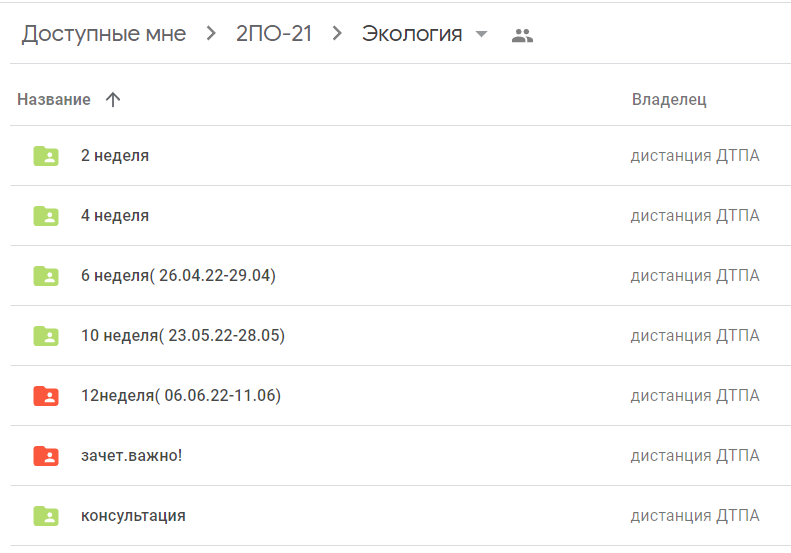 Доступные мне > 2ПО-21 > Экология
Название Владелец
2 неделя дистанция ДТПА
4 неделя дистанция ДТПА
6 неделя( 26.04.22-29.04) дистанция ДТПА
10 неделя( 23.05.22-28.05) дистанция ДТПА
12неделя( 06.06.22-11.06) дистанция ДТПА
зачет.важно! дистанция ДТПА
консультация дистанция ДТПА